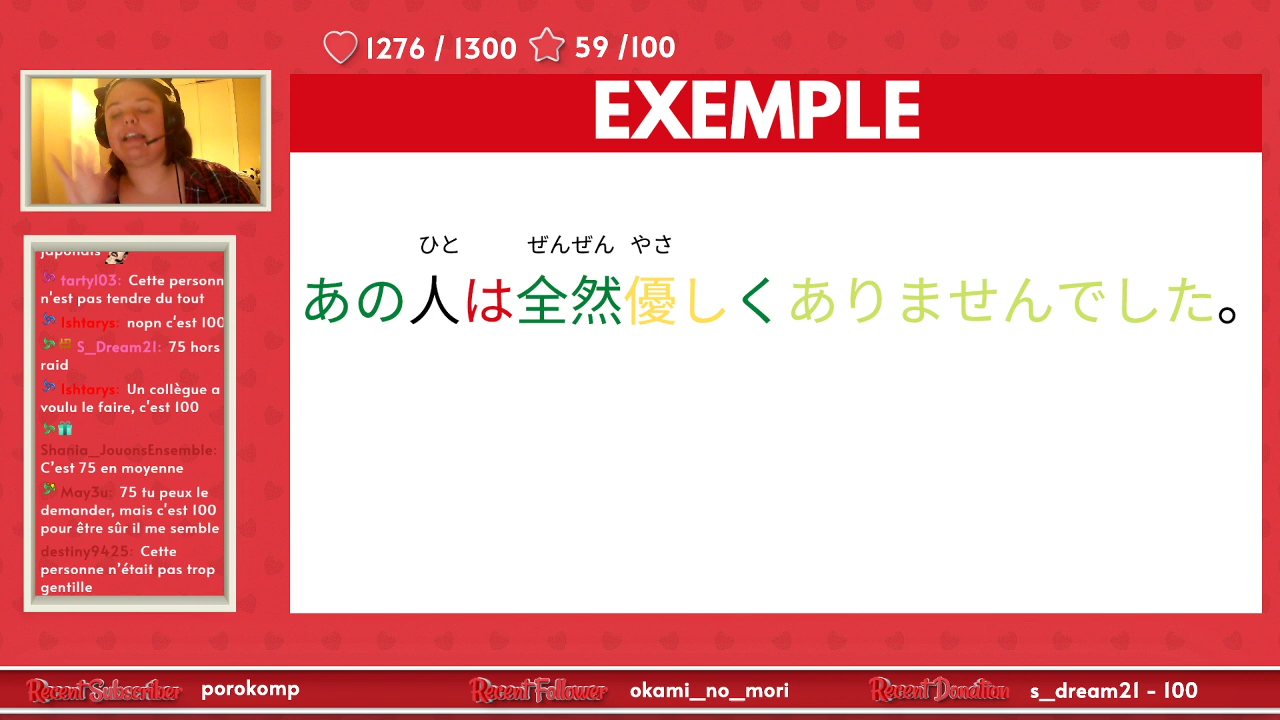 1276 / 1300 59 /100
EXEMPLE
ひと ぜんぜん やさ
あの人は全然優しくありませんでした。
japonais
tartyl03: Cette personn
n'est pas tendre du tout
Ishtarys: nopn c'est 100
S_Dream21: 75 hors
raid
Ishtarys: Un collègue a
voulu le faire, c'est 100
Shania_JouonsEnsemble:
C'est 75 en moyenne
May3u: 75 tu peux le
demander, mais c'est 100
pour être sûr il me semble
destiny9425: Cette
personne n'était pas trop
gentille
Recent Subscriber porokomp
Recent Follower okami_no_mori
Recent Donation s_dream21 - 100